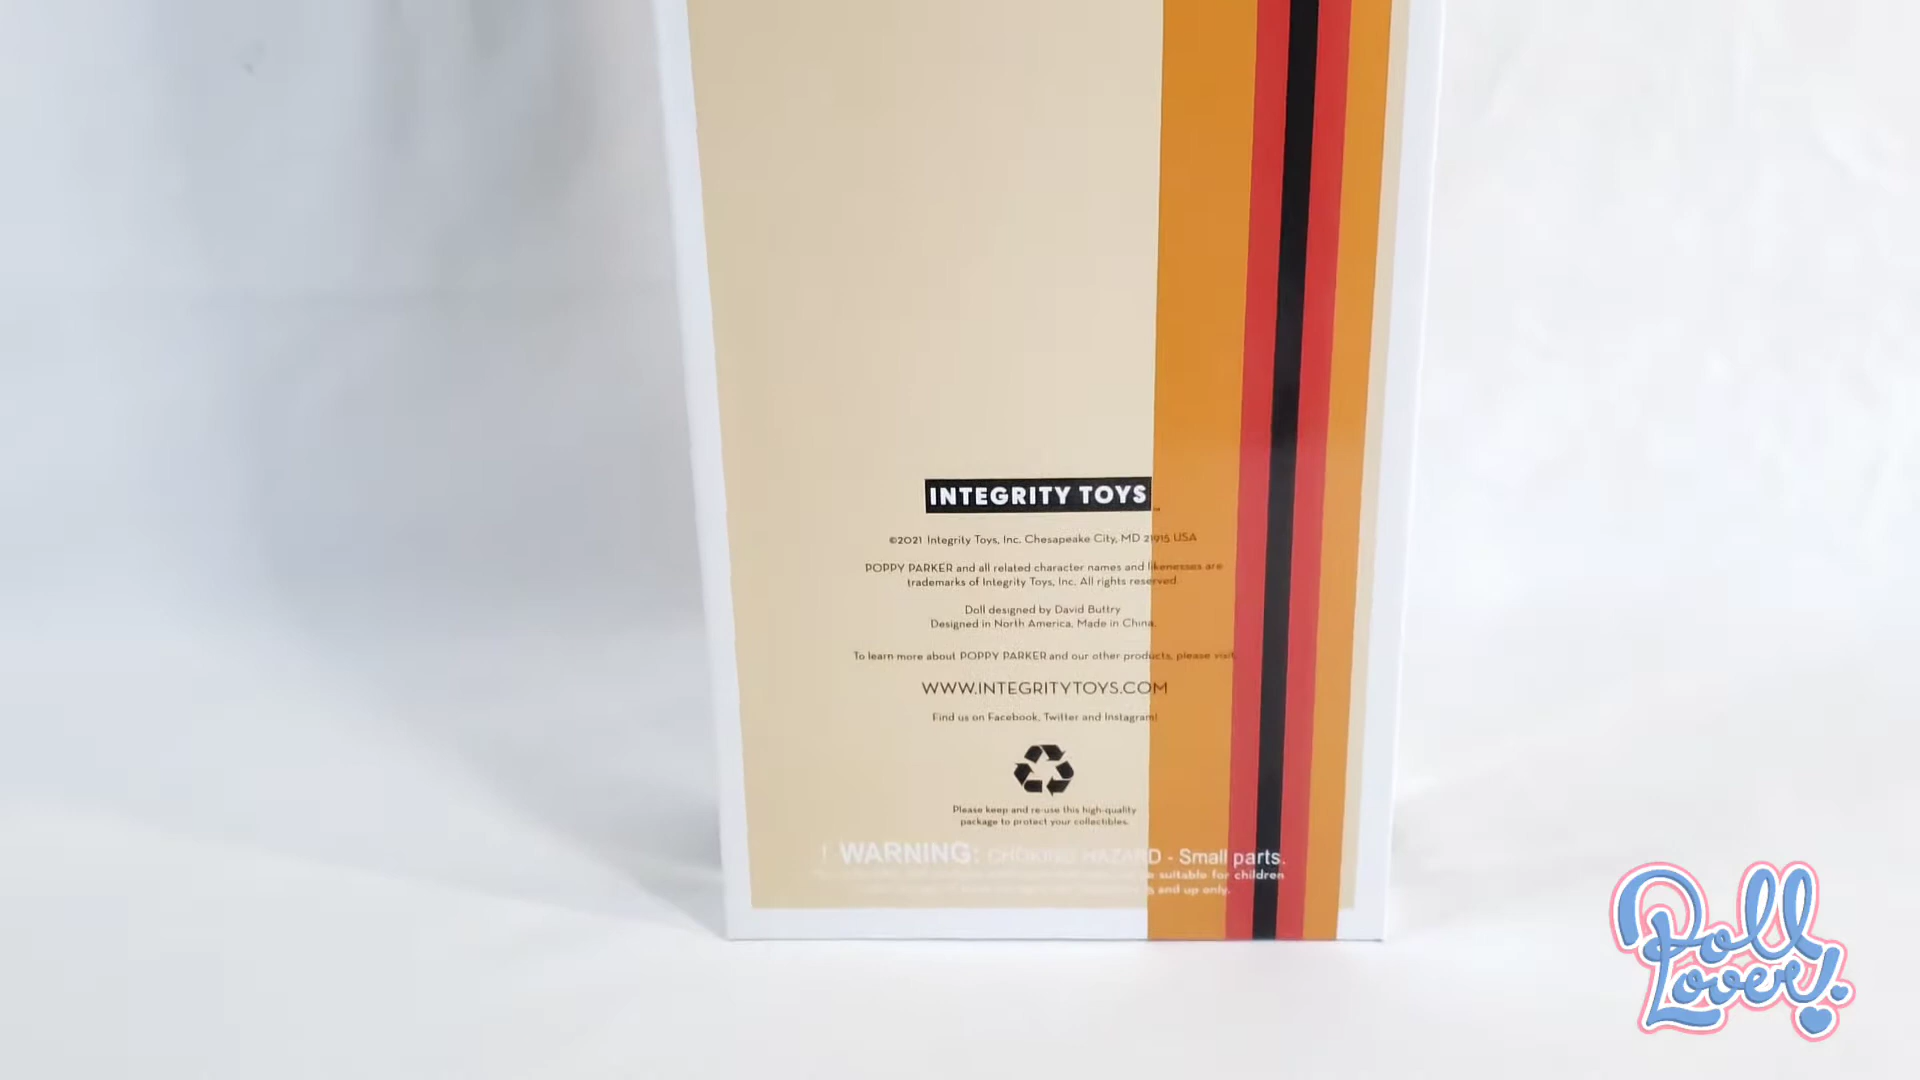 INTEGRITY TOYS
©2021 Integrity Toys, Inc. Chesapeake City, MD 21915 USA
POPPY PARKER and all related character names and likenesses are
trademarks of Integrity Toys, Inc. All rights reserved.
Doll designed by David Buttry
Designed in North America, Made in China.
To learn more about POPPY PARKER and our other products, please visit,
WWW.INTEGRITYTOYS.COM
Find us on Facebook, Twitter and Instagram!
Please keep and re-use this high-quality
package to protect your collectibles.
! WARNING: CHOKING HAZARD - Small parts.
suitable for children
and up only.
Doll
Lover!